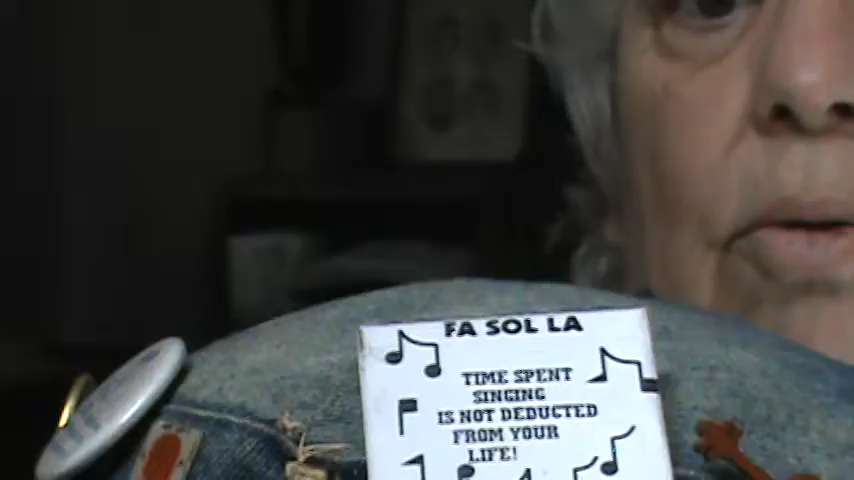 FA SOL LA
TIME SPENT
SINGING
IS NOT DEDUCTED
FROM YOUR
LIFE!